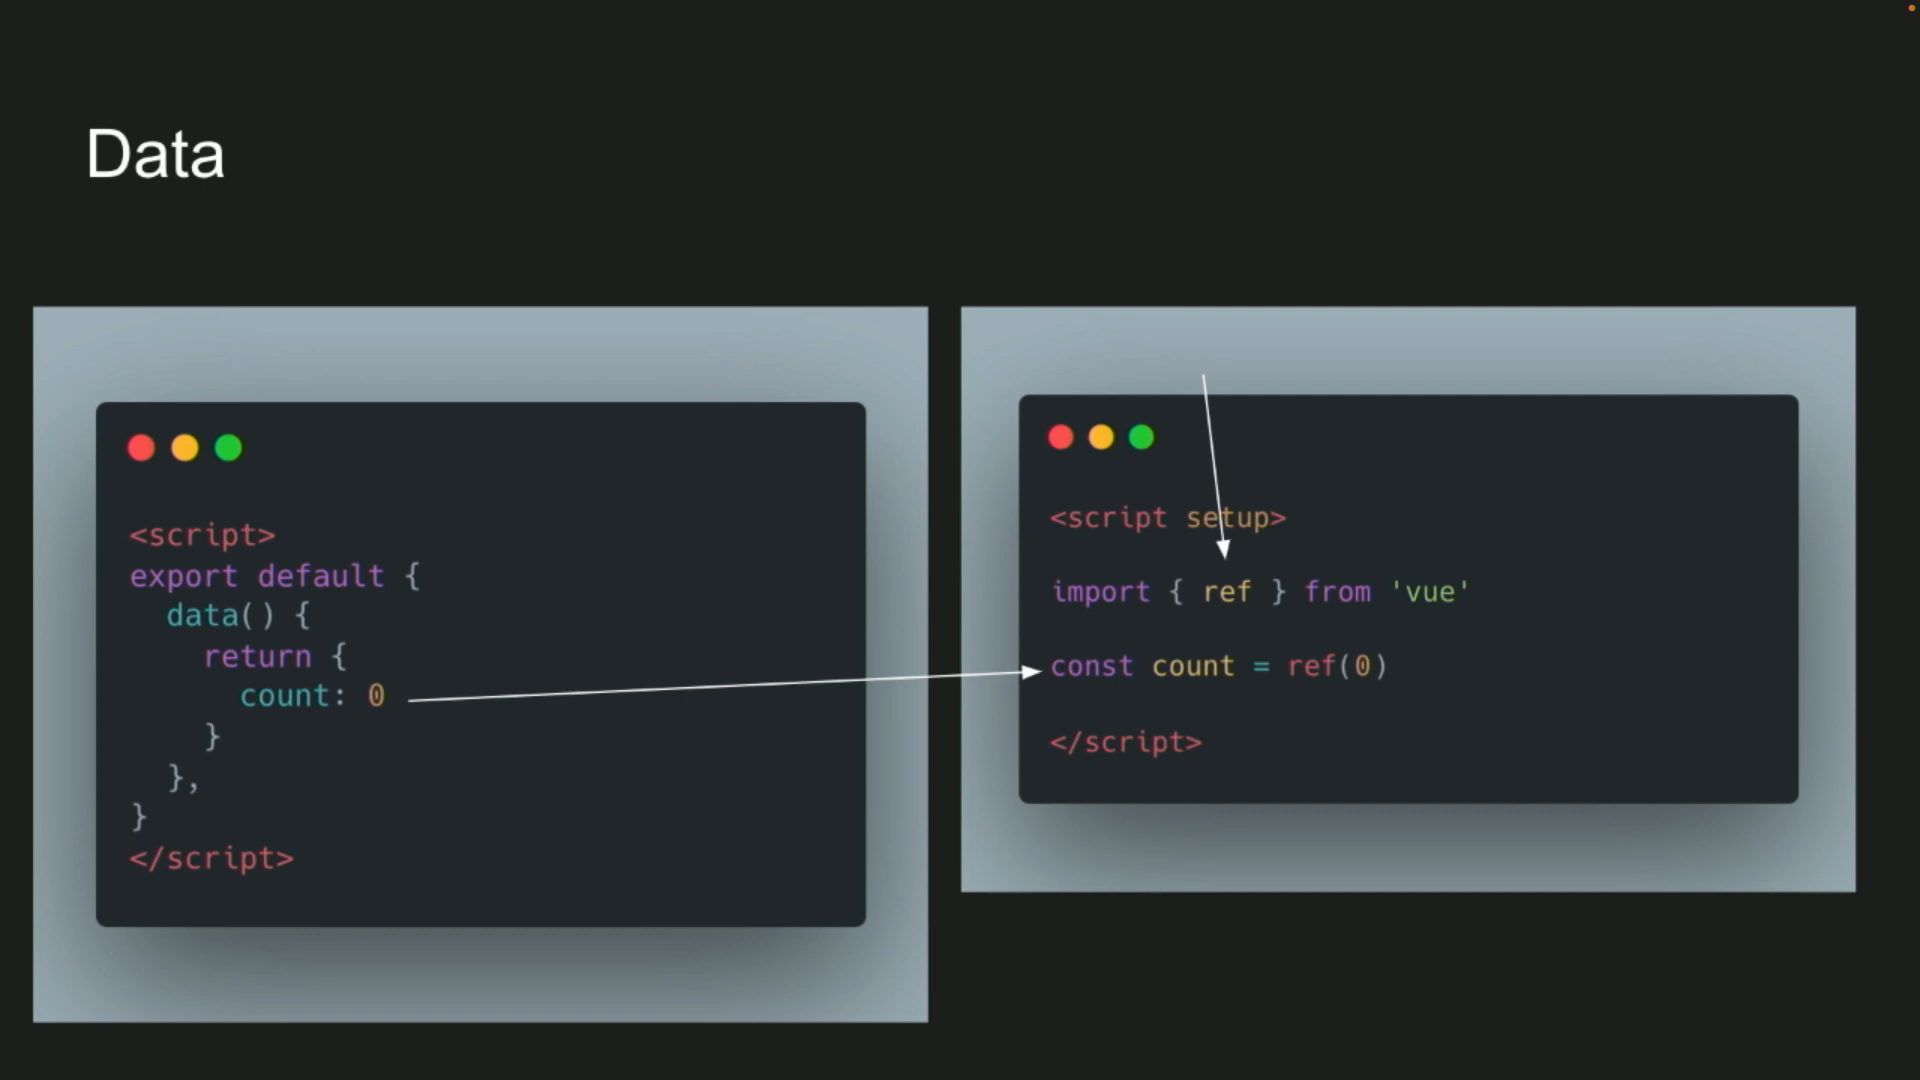 Data
<script>
export default {
  data() {
    return {
      count: 0
    }
  },
}
</script>
<script setup>
import { ref } from 'vue'
const count = ref(0)
</script>